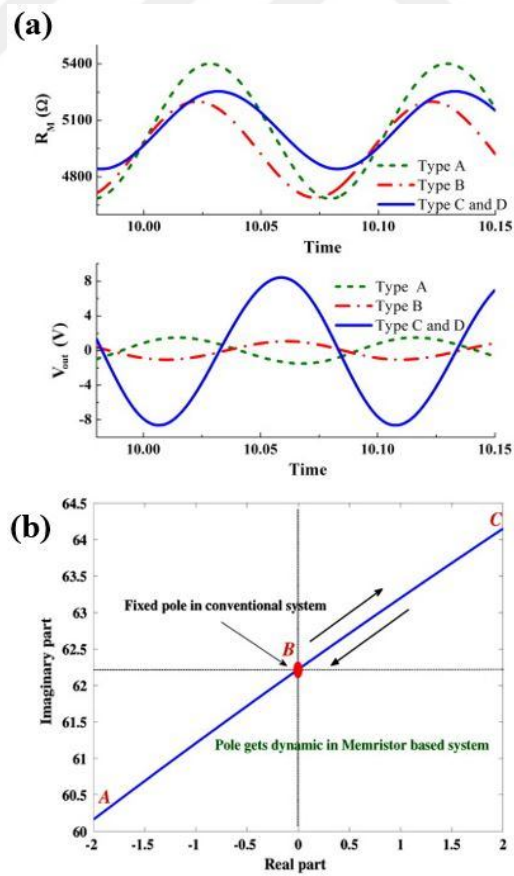 (a)
5400
5100
4800
R_M (Ω)
Type A
Type B
Type C and D
10.00
10.05
10.10
10.15
Time
8
4
0
-4
-8
V_out (V)
Type A
Type B
Type C and D
10.00
10.05
10.10
10.15
Time
(b)
64.5
64
63.5
63
62.5
62
61.5
61
60.5
60
Imaginary part
C
Fixed pole in conventional system
B
Pole gets dynamic in Memristor based system
A
-2 -1.5 -1 -0.5 0 0.5 1 1.5 2
Real part